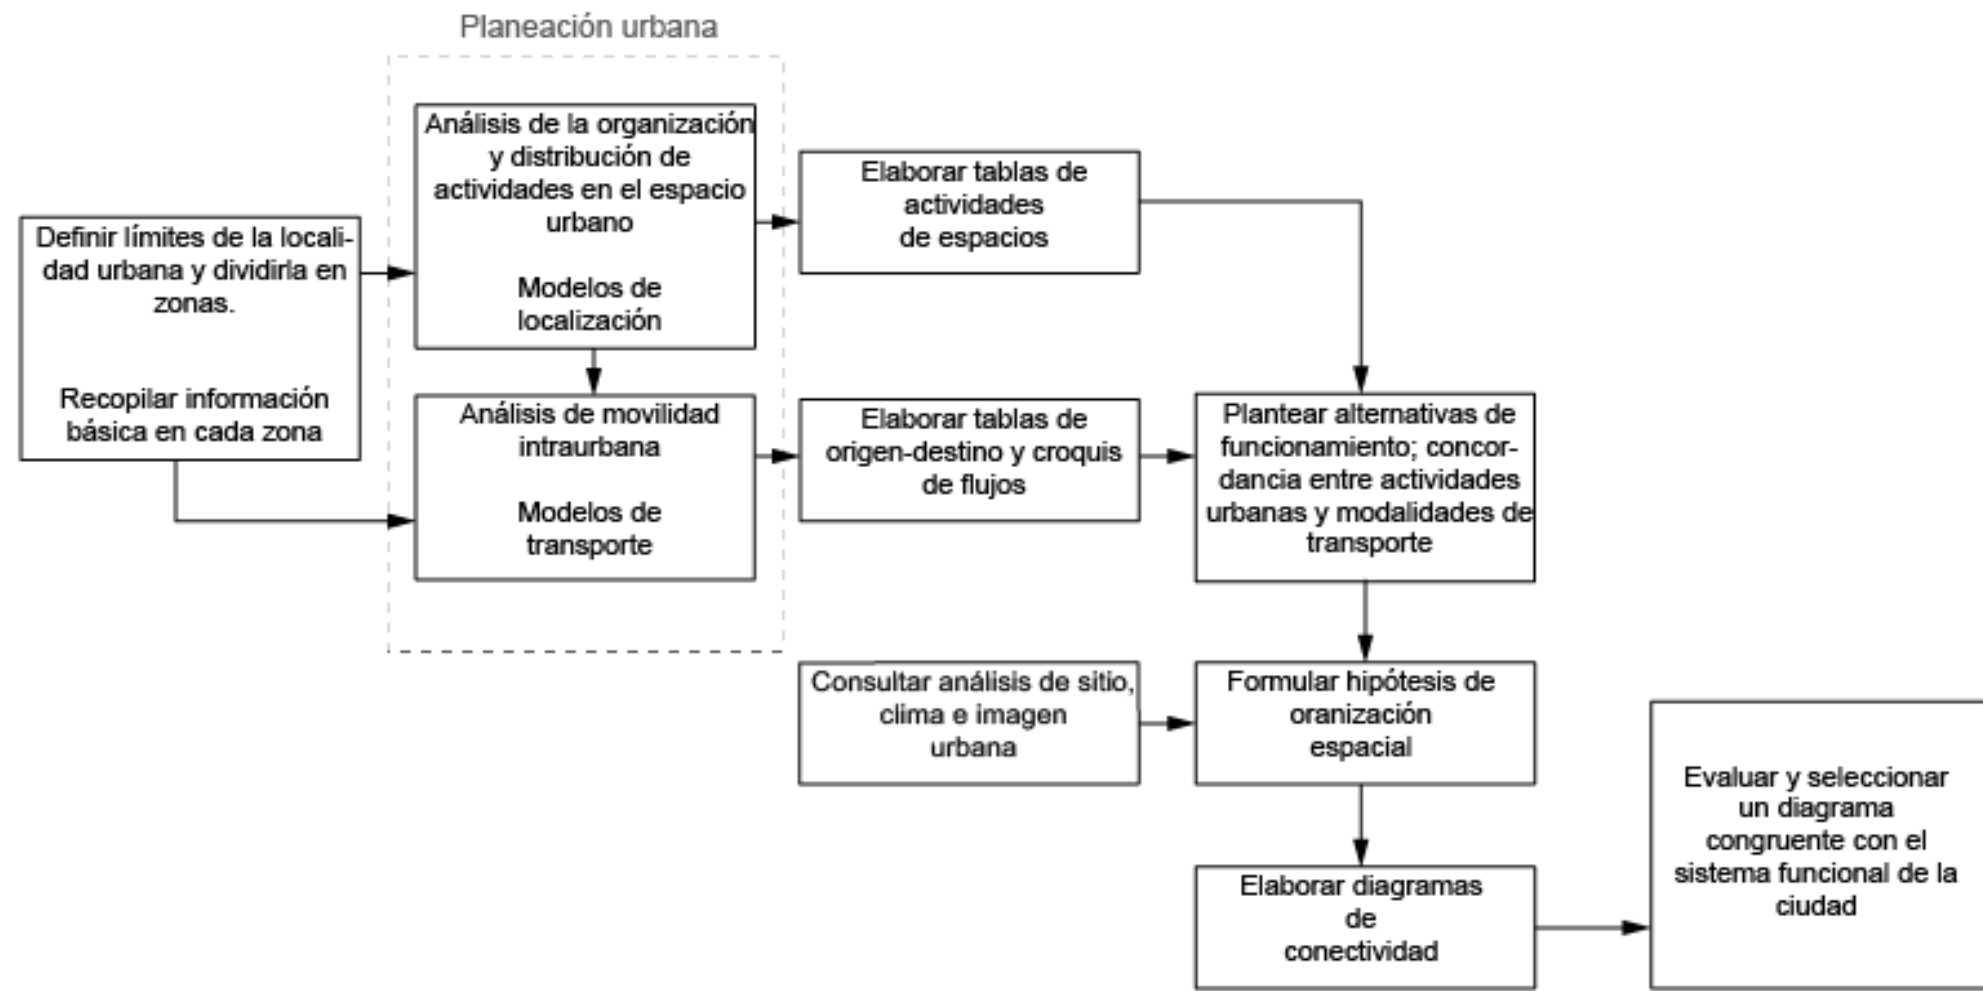 Planeación urbana
Definir límites de la locali-
dad urbana y dividirla en
zonas.
Recopilar información
básica en cada zona
Análisis de la organización
y distribución de
actividades en el espacio
urbano
Modelos de
localización
Análisis de movilidad
intraurbana
Modelos de
transporte
Elaborar tablas de
actividades
de espacios
Elaborar tablas de
origen-destino y croquis
de flujos
Plantear alternativas de
funcionamiento; concor-
dancia entre actividades
urbanas y modalidades de
transporte
Consultar análisis de sitio,
clima e imagen
urbana
Formular hipótesis de
oranización
espacial
Elaborar diagramas
de
conectividad
Evaluar y seleccionar
un diagrama
congruente con el
sistema funcional de la
ciudad